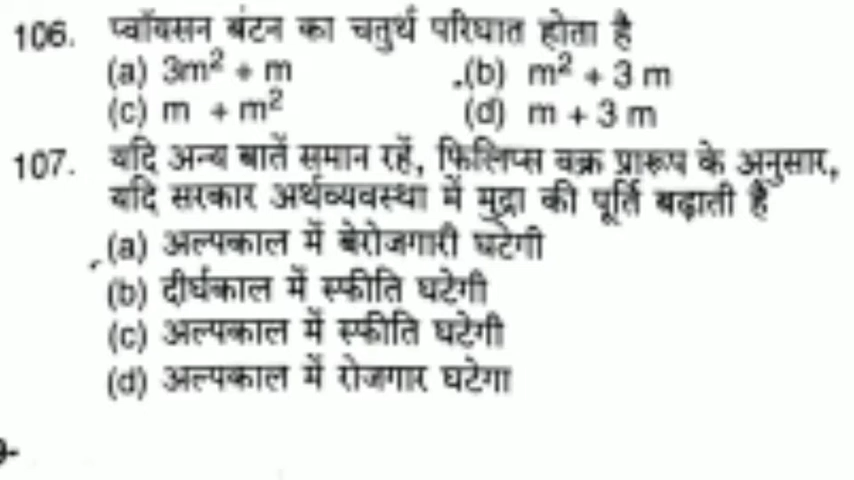 106. प्वॉयसन बंटन का चतुर्थ परिघात होता है
(a) 3m² + m .(b) m² + 3 m
(c) m + m² (d) m + 3 m
107. यदि अन्य बातें समान रहें, फिलिप्स वक्र प्रारूप के अनुसार,
यदि सरकार अर्थव्यवस्था में मुद्रा की पूर्ति बढ़ाती है
(a) अल्पकाल में बेरोजगारी घटेगी
(b) दीर्घकाल में स्फीति घटेगी
(c) अल्पकाल में स्फीति घटेगी
(d) अल्पकाल में रोजगार घटेगा